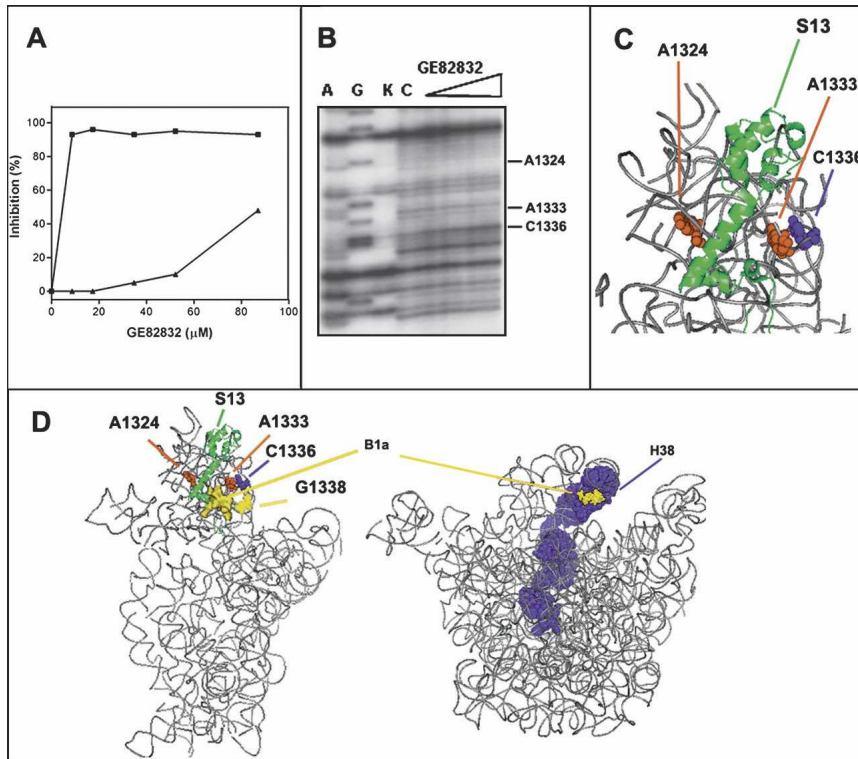 A
Inhibition (%)
100
80
60
40
20
0
0 20 40 60 80 100
GE82832 (μM)
B
GE82832
A G K C
A1324
A1333
C1336
C
S13
A1324
A1333
C1336
D
S13
A1324 A1333
C1336
G1338
B1a
H38